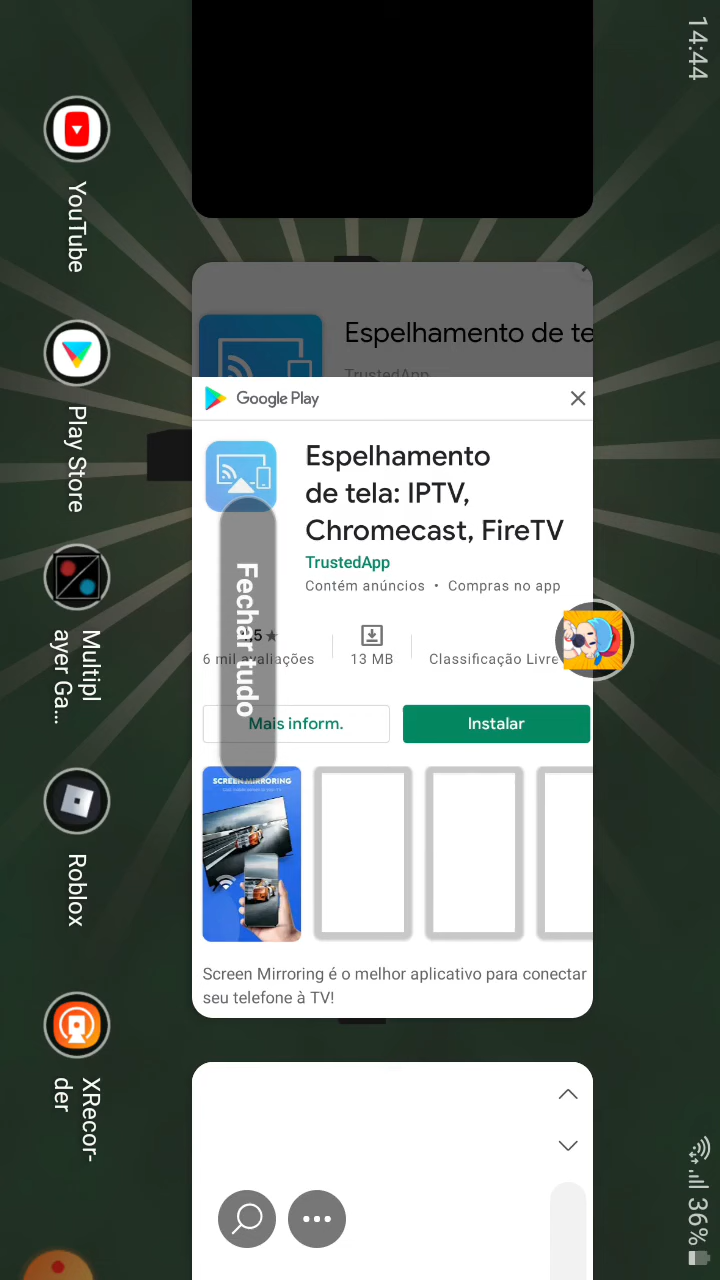 14:44
36%
YouTube
Play Store
Multipl
ayer Ga...
Roblox
XRecor-
der
Espelhamento de te
TrustedApp
Google Play
Espelhamento
de tela: IPTV,
Chromecast, FireTV
TrustedApp
Contém anúncios • Compras no app
,5 ★
6 mil avaliações
13 MB
Classificação Livre
Fechar tudo
Mais inform.
Instalar
SCREEN MIRRORING
Screen Mirroring é o melhor aplicativo para conectar
seu telefone à TV!